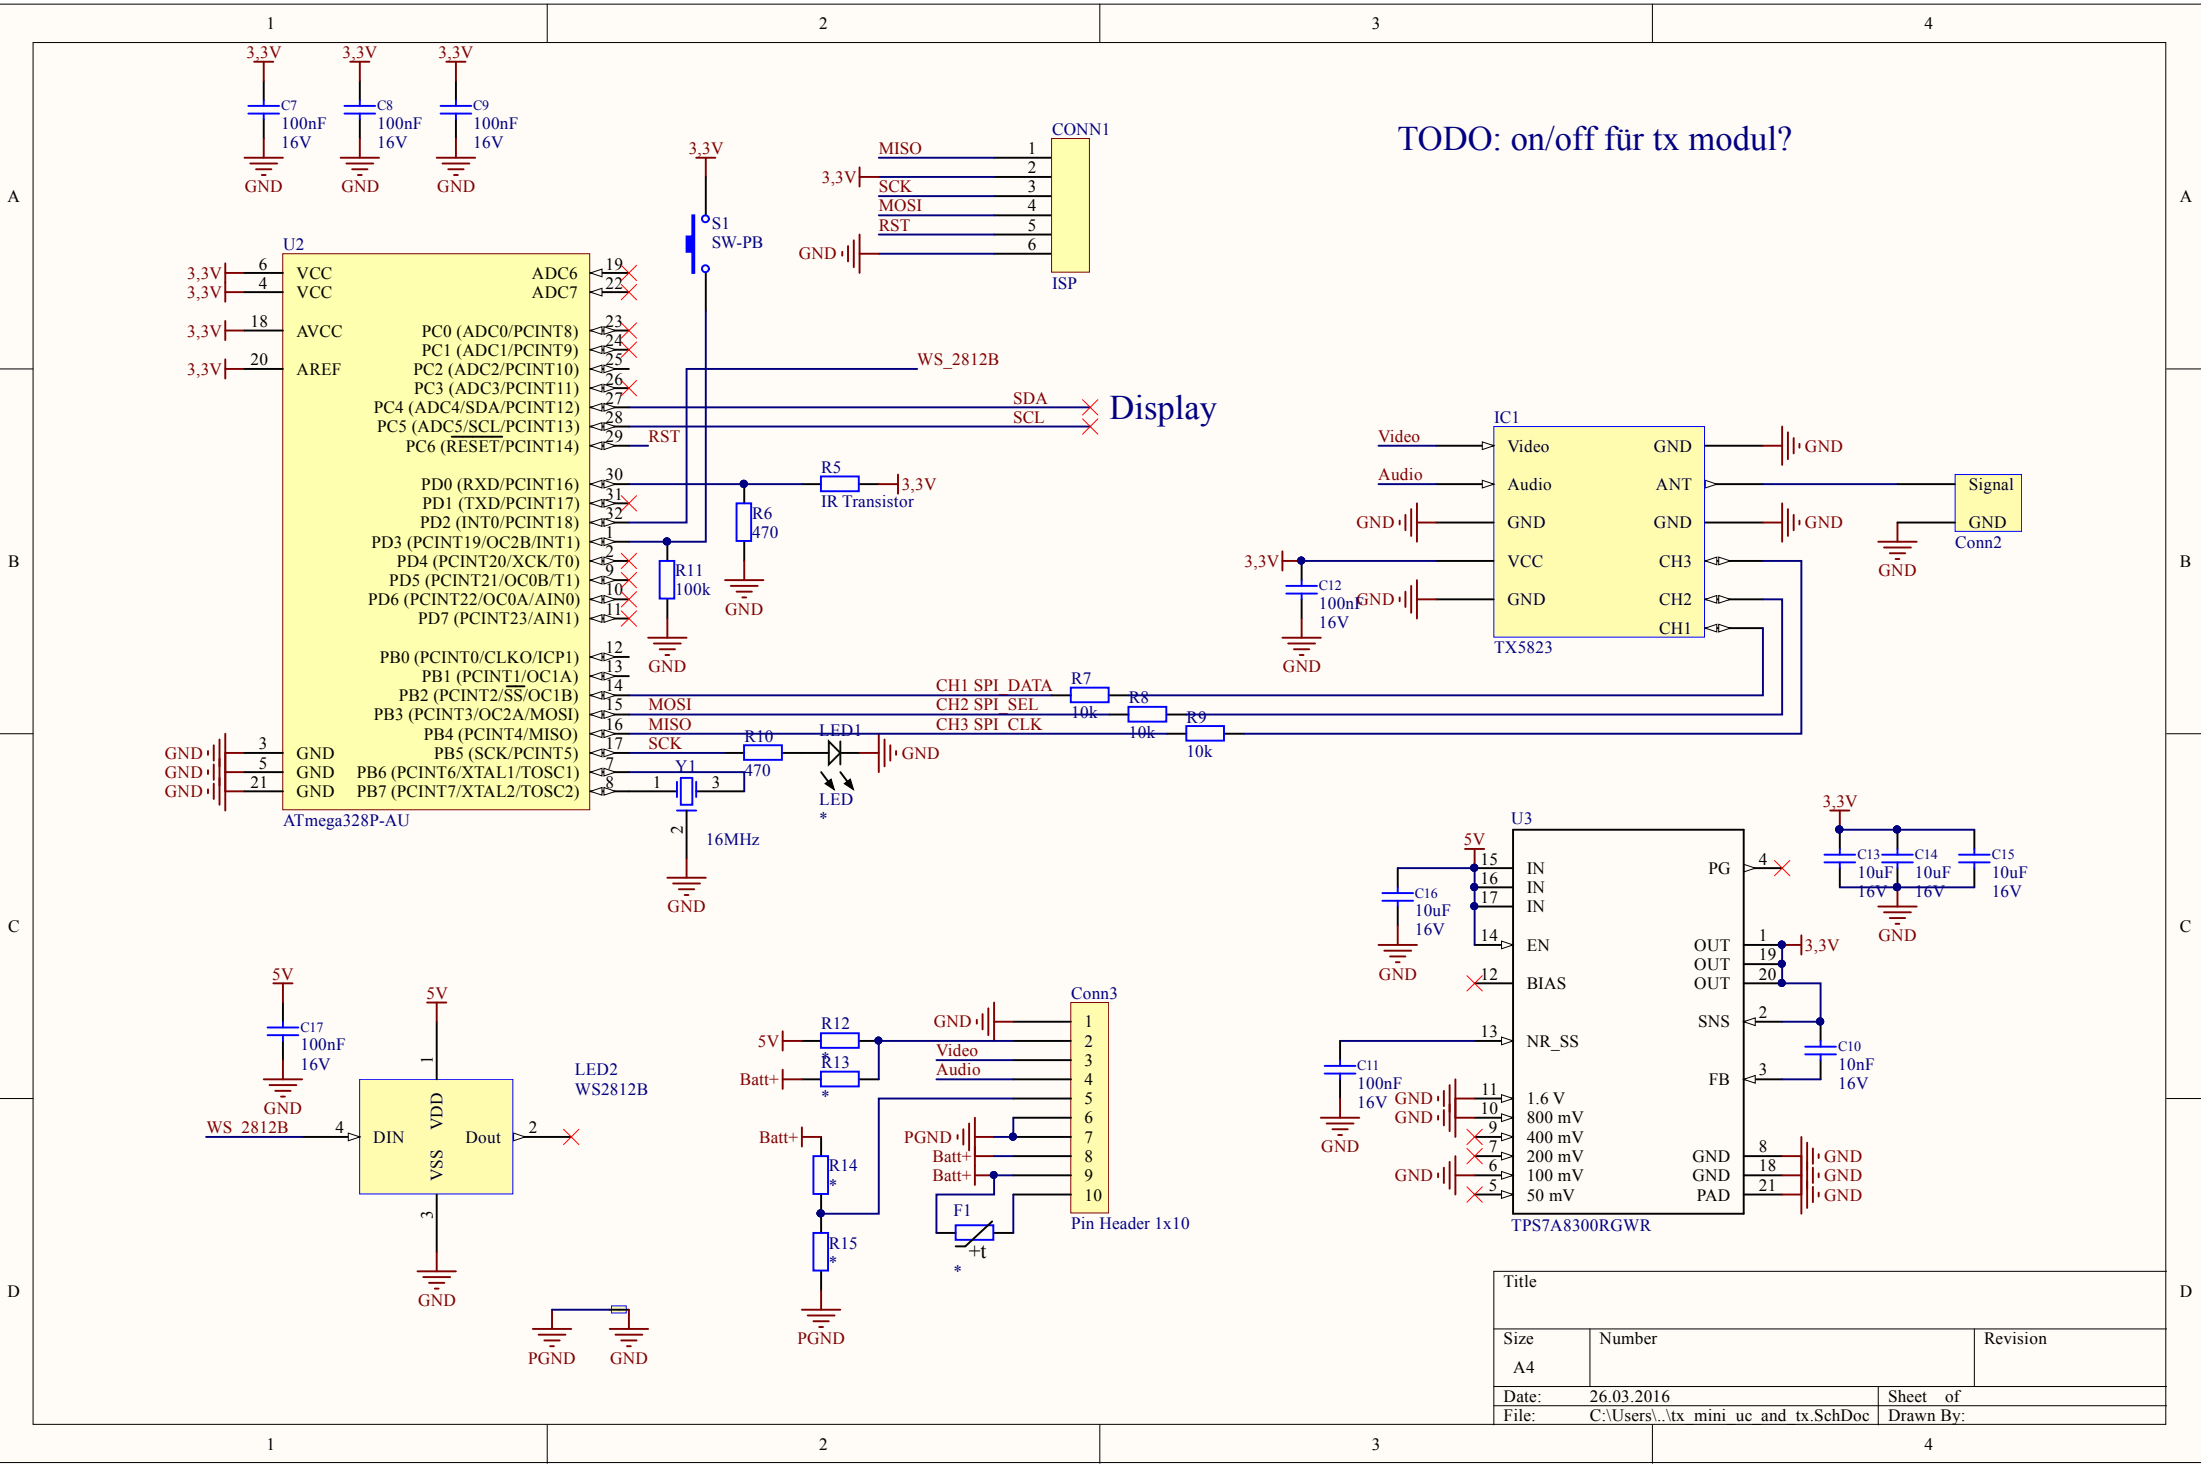 1 2 3 4
A A
B B
C C
D D
1 2 3 4
3,3V 3,3V 3,3V
C7 C8 C9
100nF 100nF 100nF
16V 16V 16V
GND GND GND
TODO: on/off für tx modul?
CONN1
MISO 1
3,3V 2
SCK 3
MOSI 4
RST 5
GND 6
ISP
3,3V
S1
SW-PB
U2
3,3V 6 VCC
3,3V 4 VCC
3,3V 18 AVCC
3,3V 20 AREF
GND 3 GND
GND 5 GND
GND 21 GND
ADC6 19
ADC7 22
PC0 (ADC0/PCINT8) 23
PC1 (ADC1/PCINT9) 24
PC2 (ADC2/PCINT10) 25
PC3 (ADC3/PCINT11) 26
PC4 (ADC4/SDA/PCINT12) 27
PC5 (ADC5/SCL/PCINT13) 28
PC6 (RESET/PCINT14) 29
PD0 (RXD/PCINT16) 30
PD1 (TXD/PCINT17) 31
PD2 (INT0/PCINT18) 32
PD3 (PCINT19/OC2B/INT1) 1
PD4 (PCINT20/XCK/T0) 2
PD5 (PCINT21/OC0B/T1) 9
PD6 (PCINT22/OC0A/AIN0) 10
PD7 (PCINT23/AIN1) 11
PB0 (PCINT0/CLKO/ICP1) 12
PB1 (PCINT1/OC1A) 13
PB2 (PCINT2/SS/OC1B) 14
PB3 (PCINT3/OC2A/MOSI) 15
PB4 (PCINT4/MISO) 16
PB5 (SCK/PCINT5) 17
PB6 (PCINT6/XTAL1/TOSC1) 7
PB7 (PCINT7/XTAL2/TOSC2) 8
ATmega328P-AU
WS_2812B
SDA
SCL
Display
RST
R5
IR Transistor
3,3V
R6
470
GND
R11
100k
GND
CH1 SPI_DATA
MOSI CH2 SPI_SEL
MISO CH3 SPI_CLK
SCK
R7
10k
R8
10k
R9
10k
R10
470
LED1
GND
LED
*
Y1
1 3
2
16MHz
GND
IC1
Video Video GND GND
Audio Audio ANT
GND GND GND GND
3,3V VCC CH3
GND GND CH2
CH1
TX5823
C12
100nF
16V
GND
Signal
GND
Conn2
GND
U3
5V
15 IN
16 IN
17 IN
14 EN
12 BIAS
13 NR_SS
GND 11 1.6 V
GND 10 800 mV
9 400 mV
7 200 mV
GND 6 100 mV
5 50 mV
PG 4
OUT 1 3,3V
OUT 19
OUT 20
SNS 2
FB 3
GND 8 GND
GND 18 GND
PAD 21 GND
TPS7A8300RGWR
C16
10uF
16V
GND
C11
100nF
16V
GND
C10
10nF
16V
3,3V
C13 C14 C15
10uF 10uF 10uF
16V 16V 16V
GND
5V
C17
100nF
16V
GND
5V
1
LED2
WS2812B
WS_2812B 4 DIN VDD VSS Dout 2
3
GND
PGND GND
Conn3
GND 1
5V R12 2
*
Video 3
Batt+ R13 Audio 4
*
5
6
PGND 7
Batt+ 8
Batt+ 9
10
Pin Header 1x10
Batt+
R14
*
R15
*
PGND
F1
+t
*
Title
Size Number Revision
A4
Date: 26.03.2016 Sheet of
File: C:\Users\..\tx_mini_uc_and_tx.SchDoc Drawn By: